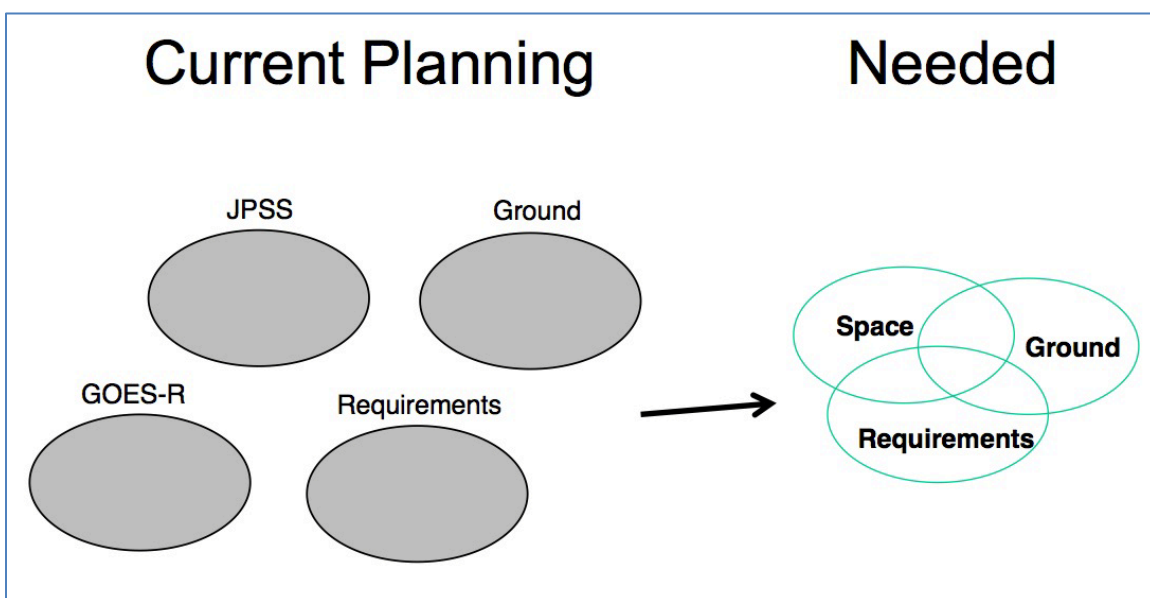 Current Planning
Needed
JPSS
Ground
GOES-R
Requirements
Space
Ground
Requirements